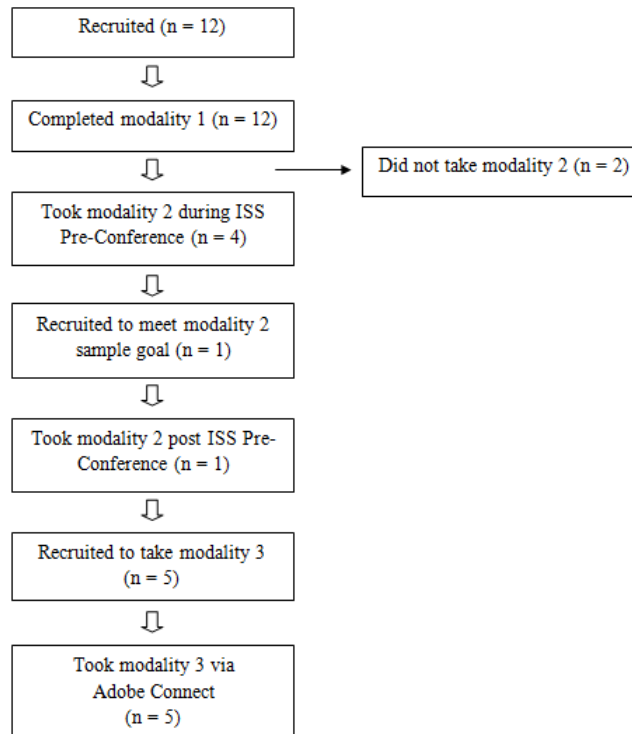 Recruited (n = 12)
Completed modality 1 (n = 12)
Did not take modality 2 (n = 2)
Took modality 2 during ISS
Pre-Conference (n = 4)
Recruited to meet modality 2
sample goal (n = 1)
Took modality 2 post ISS Pre-
Conference (n = 1)
Recruited to take modality 3
(n = 5)
Took modality 3 via
Adobe Connect
(n = 5)